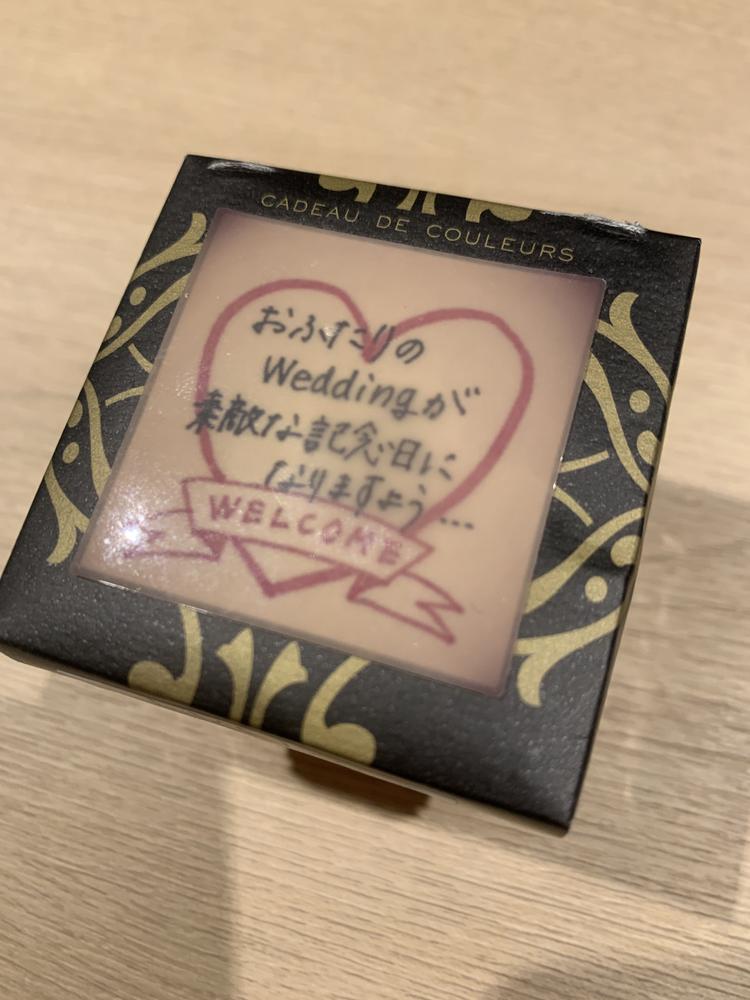 CADEAU DE COULEURS
おふたりの
Weddingが
素敵な記念日に
なりますよう...
WELCOME